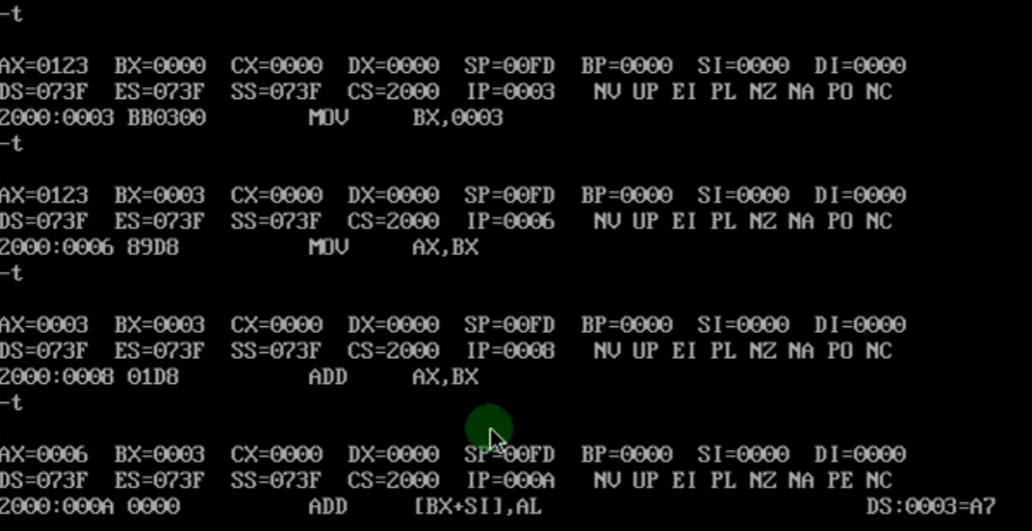 -t
AX=0123 BX=0000 CX=0000 DX=0000 SP=00FD BP=0000 SI=0000 DI=0000
DS=073F ES=073F SS=073F CS=2000 IP=0003 NV UP EI PL NZ NA PO NC
2000:0003 BB0300 MOV BX,0003
-t
AX=0123 BX=0003 CX=0000 DX=0000 SP=00FD BP=0000 SI=0000 DI=0000
DS=073F ES=073F SS=073F CS=2000 IP=0006 NV UP EI PL NZ NA PO NC
2000:0006 89D8 MOV AX,BX
-t
AX=0003 BX=0003 CX=0000 DX=0000 SP=00FD BP=0000 SI=0000 DI=0000
DS=073F ES=073F SS=073F CS=2000 IP=0008 NV UP EI PL NZ NA PO NC
2000:0008 01D8 ADD AX,BX
-t
AX=0006 BX=0003 CX=0000 DX=0000 SP=00FD BP=0000 SI=0000 DI=0000
DS=073F ES=073F SS=073F CS=2000 IP=000A NV UP EI PL NZ NA PE NC
2000:000A 0000 ADD [BX+SI],AL DS:0003=A7